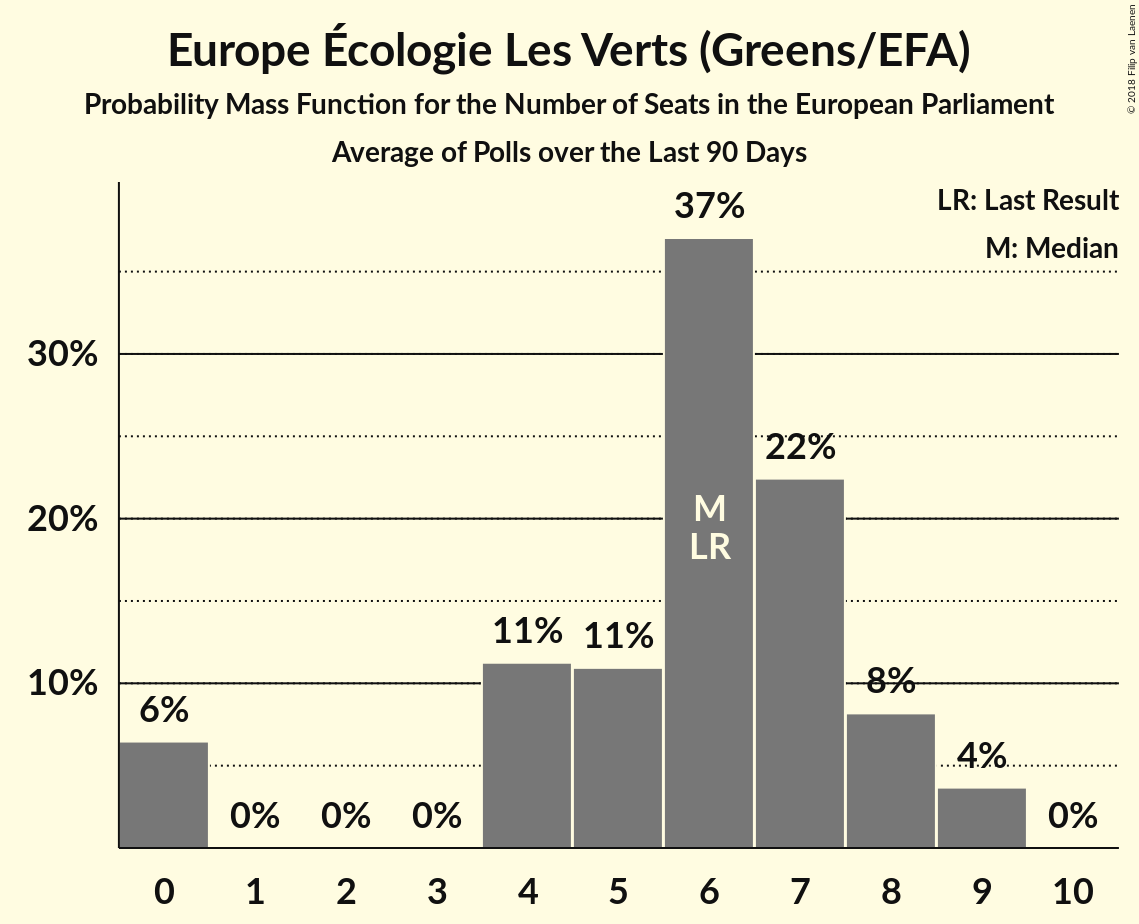 Europe Écologie Les Verts (Greens/EFA)
Probability Mass Function for the Number of Seats in the European Parliament
Average of Polls over the Last 90 Days
© 2018 Filip van Laenen
LR: Last Result
M: Median
37%
30%
22%
M
20%
LR
11%
11%
10%
8%
6%
4%
0%
0%
0%
0%
0 1 2 3 4 5 6 7 8 9 10